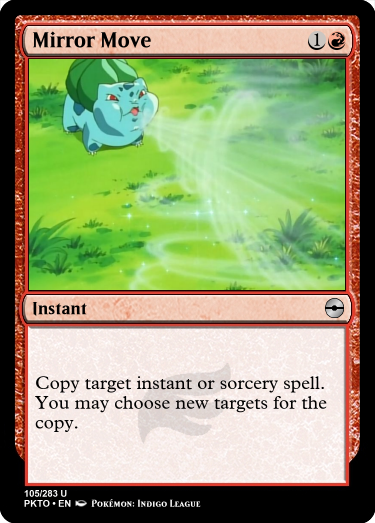 Mirror Move 1
Instant
Copy target instant or sorcery spell.
You may choose new targets for the
copy.
105/283 U
PKTO • EN Pokémon: Indigo League